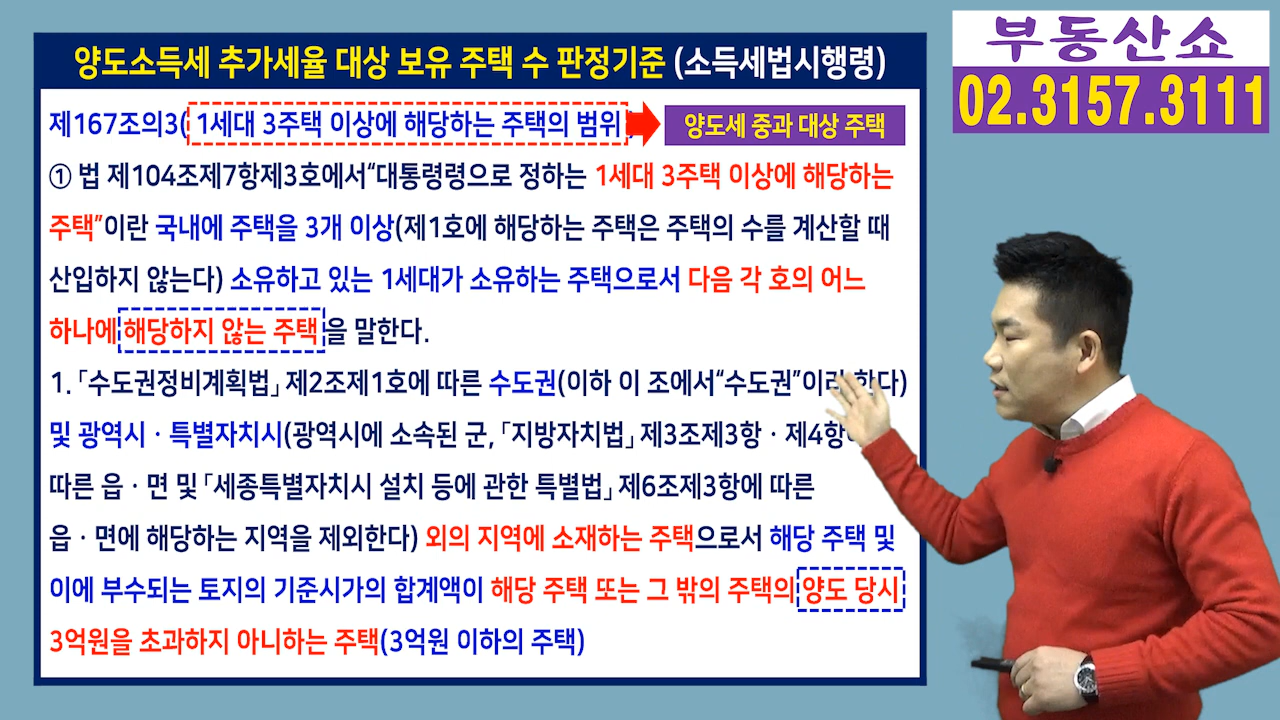 양도소득세 추가세율 대상 보유 주택 수 판정기준 (소득세법시행령)
부동산쇼
02.3157.3111
제167조의3( 1세대 3주택 이상에 해당하는 주택의 범위
양도세 중과 대상 주택
① 법 제104조제7항제3호에서“대통령령으로 정하는 1세대 3주택 이상에 해당하는
주택”이란 국내에 주택을 3개 이상(제1호에 해당하는 주택은 주택의 수를 계산할 때
산입하지 않는다) 소유하고 있는 1세대가 소유하는 주택으로서 다음 각 호의 어느
하나에 해당하지 않는 주택을 말한다.
1. ｢수도권정비계획법｣ 제2조제1호에 따른 수도권(이하 이 조에서“수도권”이라 한다)
및 광역시ㆍ특별자치시(광역시에 소속된 군, ｢지방자치법｣ 제3조제3항ㆍ제4항에
따른 읍ㆍ면 및 ｢세종특별자치시 설치 등에 관한 특별법｣ 제6조제3항에 따른
읍ㆍ면에 해당하는 지역을 제외한다) 외의 지역에 소재하는 주택으로서 해당 주택 및
이에 부수되는 토지의 기준시가의 합계액이 해당 주택 또는 그 밖의 주택의 양도 당시
3억원을 초과하지 아니하는 주택(3억원 이하의 주택)